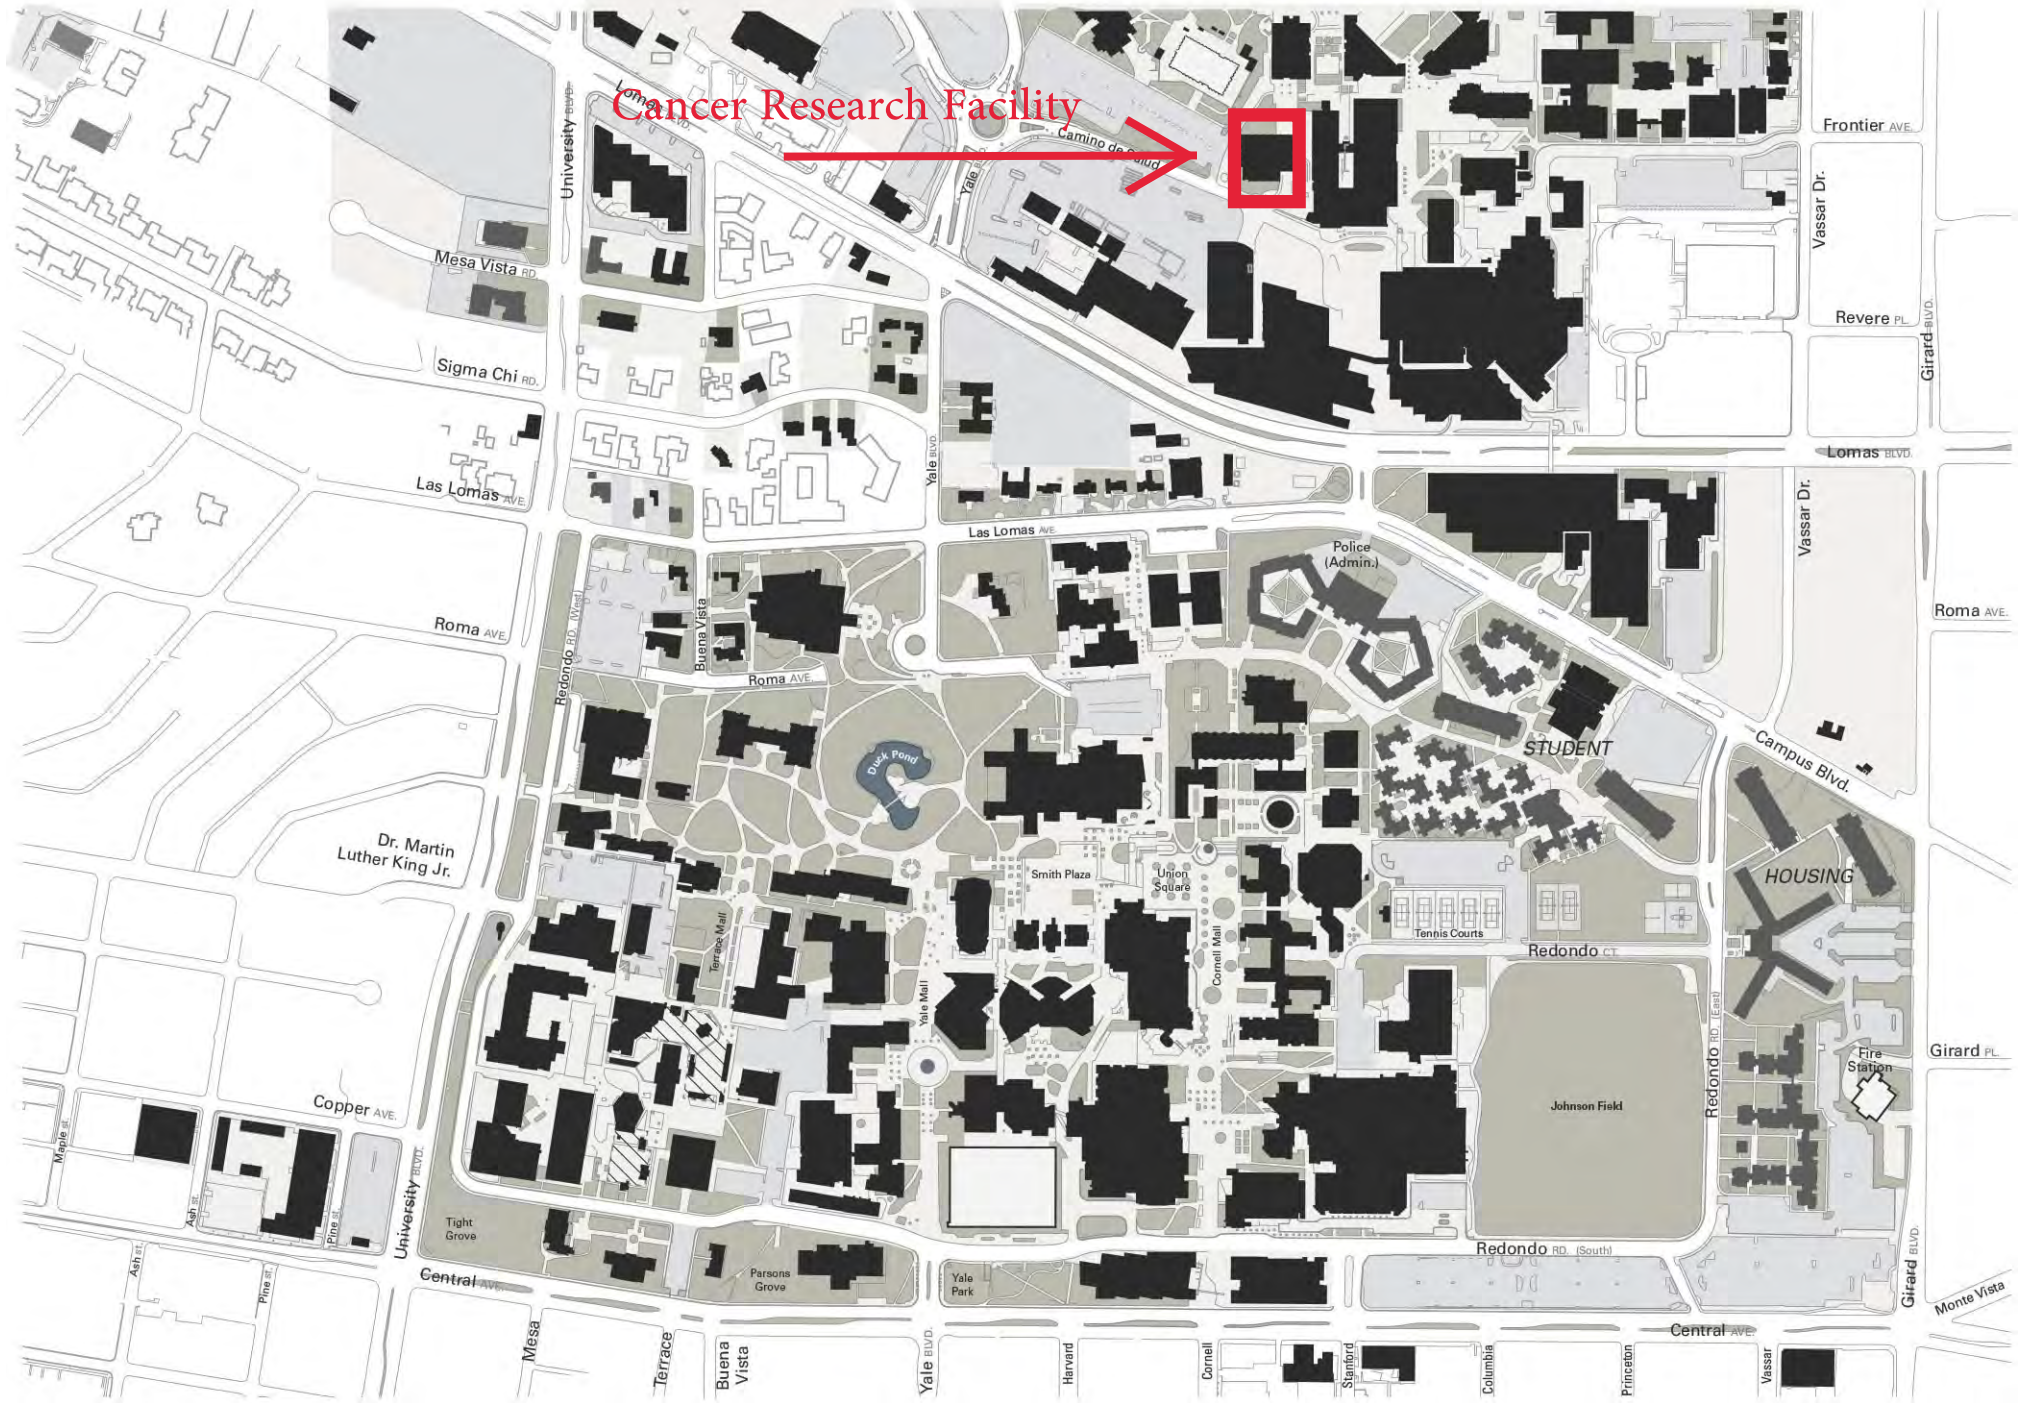 Cancer Research Facility
Lomas BLVD.
University BLVD.
Camino de Salud
Yale BLVD.
Frontier AVE.
Vassar Dr.
Mesa Vista RD.
Revere PL.
Girard BLVD.
Sigma Chi RD.
Yale BLVD.
Lomas BLVD.
Las Lomas AVE.
Vassar Dr.
Las Lomas AVE.
Police
(Admin.)
Roma AVE.
Redondo RD. (West)
Buena Vista
Roma AVE.
Roma AVE.
Duck Pond
STUDENT
Campus Blvd.
Dr. Martin
Luther King Jr.
Smith Plaza
Union
Square
HOUSING
Terrace Mall
Cornell Mall
Tennis Courts
Redondo CT.
Yale Mall
Redondo RD. (East)
Fire
Station
Girard PL.
Copper AVE.
Johnson Field
Maple st.
Ash st.
Pine st.
University BLVD.
Tight
Grove
Redondo RD. (South)
Girard BLVD.
Ash st.
Pine st.
Central AVE.
Parsons
Grove
Yale
Park
Monte Vista
Central AVE.
Mesa
Terrace
Buena
Vista
Yale BLVD.
Harvard
Cornell
Stanford
Columbia
Princeton
Vassar